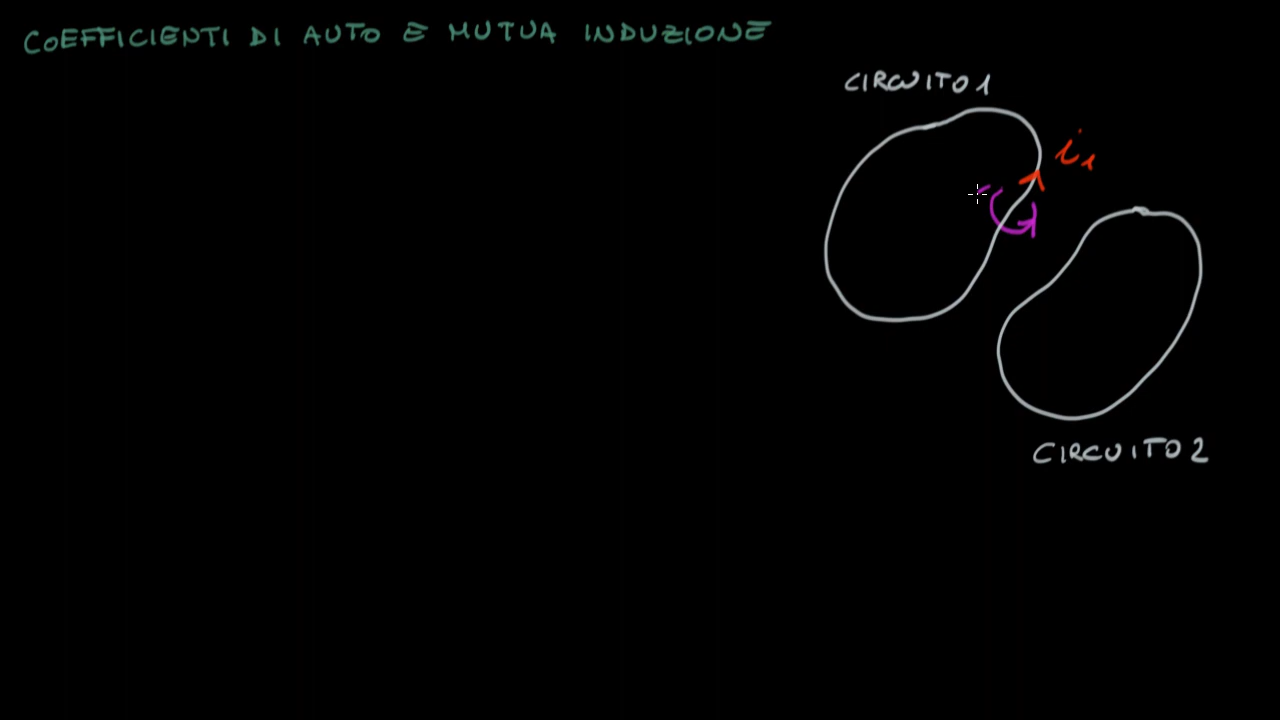 COEFFICIENTI DI AUTO E MUTUA INDUZIONE
CIRCUITO 1
i₁
CIRCUITO 2